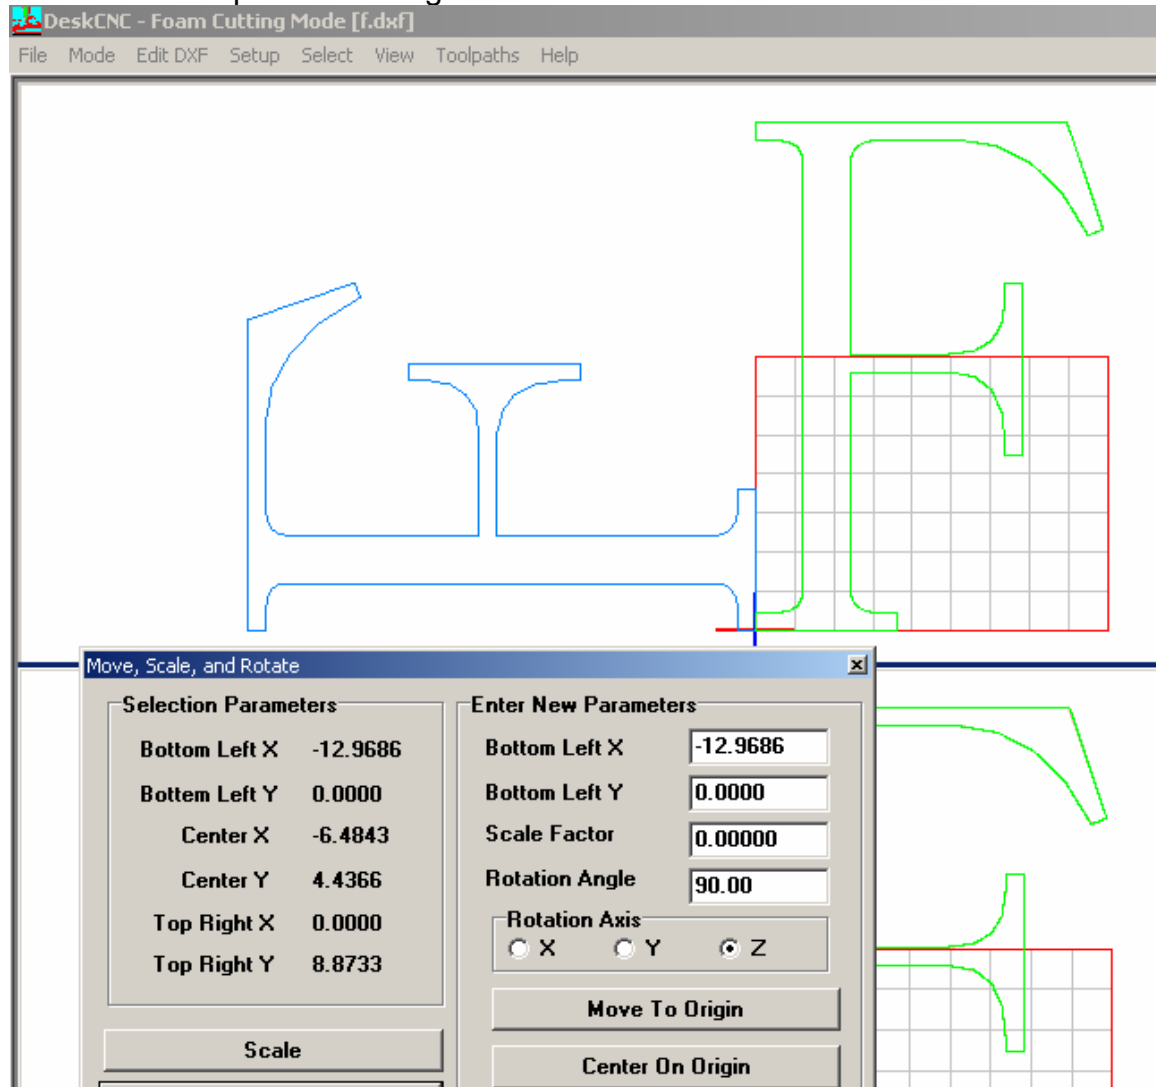 DeskCNC - Foam Cutting Mode [f.dxf]
File Mode Edit DXF Setup Select View Toolpaths Help
Move, Scale, and Rotate
Selection Parameters
Bottom Left X -12.9686
Bottem Left Y 0.0000
Center X -6.4843
Center Y 4.4366
Top Right X 0.0000
Top Right Y 8.8733
Scale
Enter New Parameters
Bottom Left X -12.9686
Bottom Left Y 0.0000
Scale Factor 0.00000
Rotation Angle 90.00
Rotation Axis
X Y Z
Move To Origin
Center On Origin